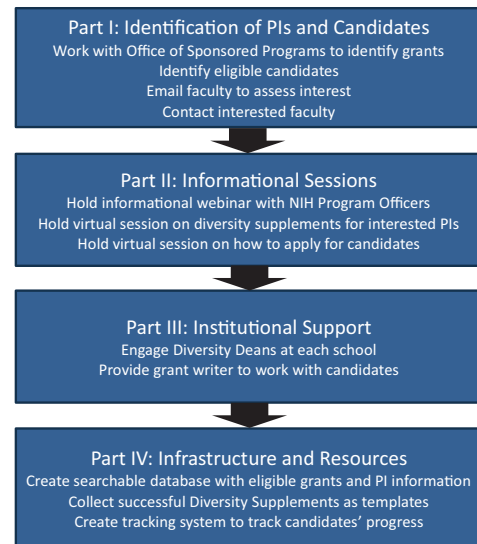 Part I: Identification of PIs and Candidates
Work with Office of Sponsored Programs to identify grants
Identify eligible candidates
Email faculty to assess interest
Contact interested faculty
Part II: Informational Sessions
Hold informational webinar with NIH Program Officers
Hold virtual session on diversity supplements for interested PIs
Hold virtual session on how to apply for candidates
Part III: Institutional Support
Engage Diversity Deans at each school
Provide grant writer to work with candidates
Part IV: Infrastructure and Resources
Create searchable database with eligible grants and PI information
Collect successful Diversity Supplements as templates
Create tracking system to track candidates’ progress